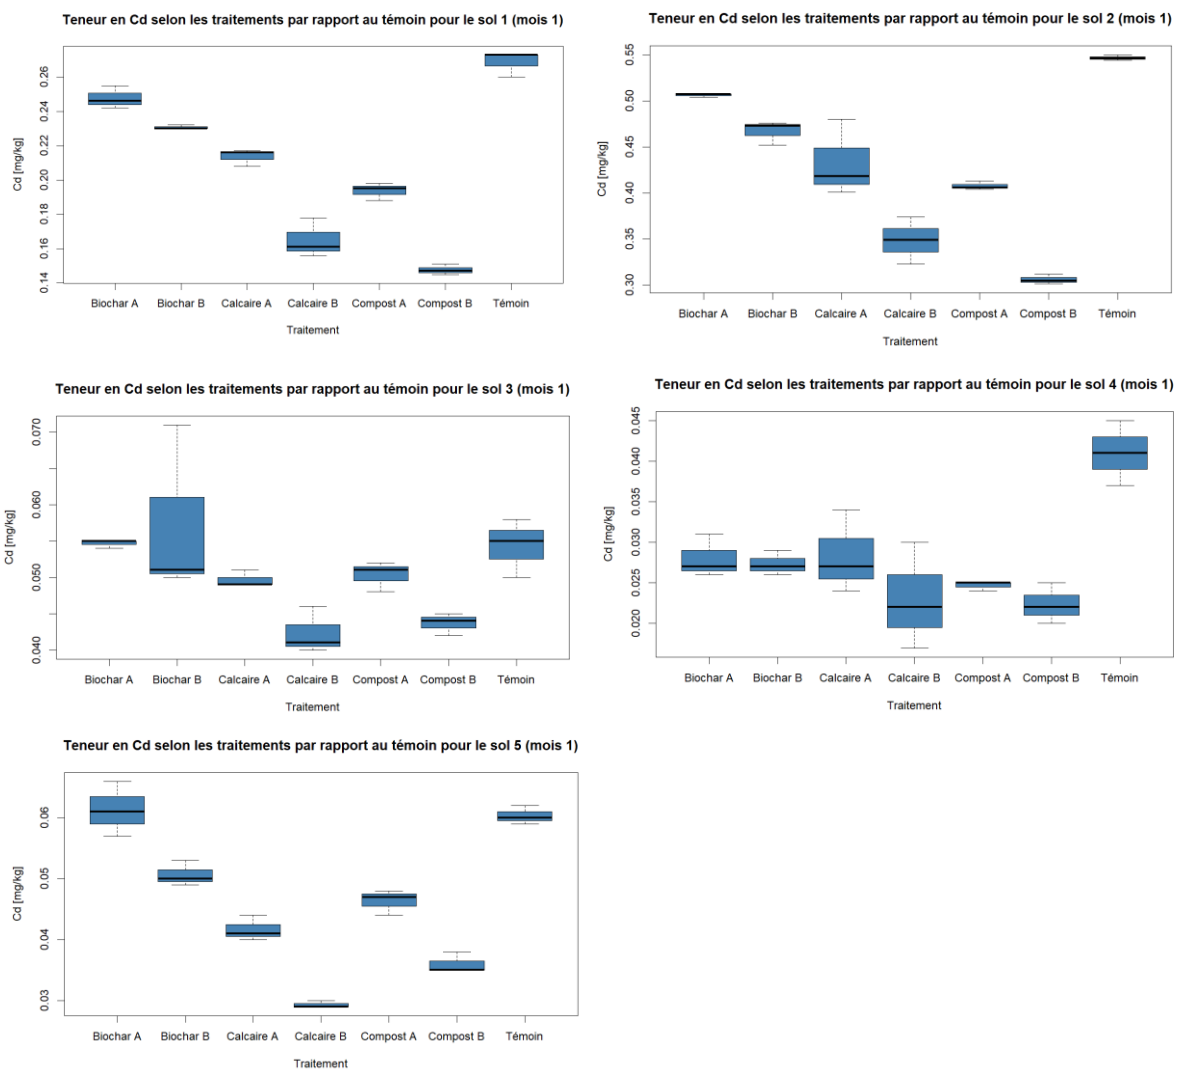 Teneur en Cd selon les traitements par rapport au témoin pour le sol 1 (mois 1)
Cd [mg/kg]
0.26
0.24
0.22
0.20
0.18
0.16
0.14
Biochar A Biochar B Calcaire A Calcaire B Compost A Compost B Témoin
Traitement
Teneur en Cd selon les traitements par rapport au témoin pour le sol 2 (mois 1)
Cd [mg/kg]
0.55
0.50
0.45
0.40
0.35
0.30
Biochar A Biochar B Calcaire A Calcaire B Compost A Compost B Témoin
Traitement
Teneur en Cd selon les traitements par rapport au témoin pour le sol 3 (mois 1)
Cd [mg/kg]
0.070
0.060
0.050
0.040
Biochar A Biochar B Calcaire A Calcaire B Compost A Compost B Témoin
Traitement
Teneur en Cd selon les traitements par rapport au témoin pour le sol 4 (mois 1)
Cd [mg/kg]
0.045
0.040
0.035
0.030
0.025
0.020
Biochar A Biochar B Calcaire A Calcaire B Compost A Compost B Témoin
Traitement
Teneur en Cd selon les traitements par rapport au témoin pour le sol 5 (mois 1)
Cd [mg/kg]
0.06
0.05
0.04
0.03
Biochar A Biochar B Calcaire A Calcaire B Compost A Compost B Témoin
Traitement